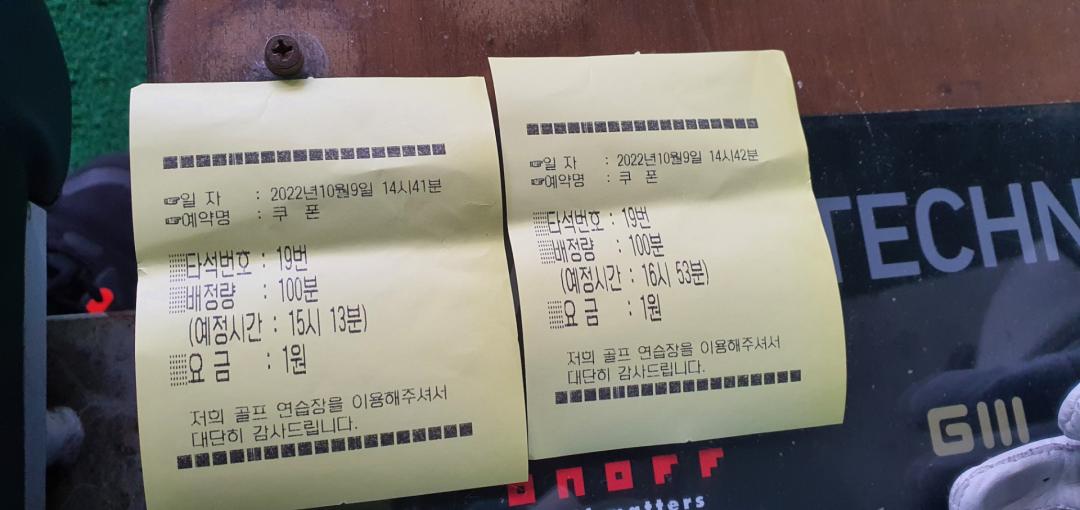 ☞일 자 : 2022년10월9일 14시41분
☞예약명 : 쿠 폰
타석번호 : 19번
배정량 : 100분
(예정시간 : 15시 13분)
요 금 : 1원
저희 골프 연습장을 이용해주셔서
대단히 감사드립니다.
☞일 자 : 2022년10월9일 14시42분
☞예약명 : 쿠 폰
타석번호 : 19번
배정량 : 100분
(예정시간 : 16시 53분)
요 금 : 1원
저희 골프 연습장을 이용해주셔서
대단히 감사드립니다.
TECHN
GIII
ONOFF
matters